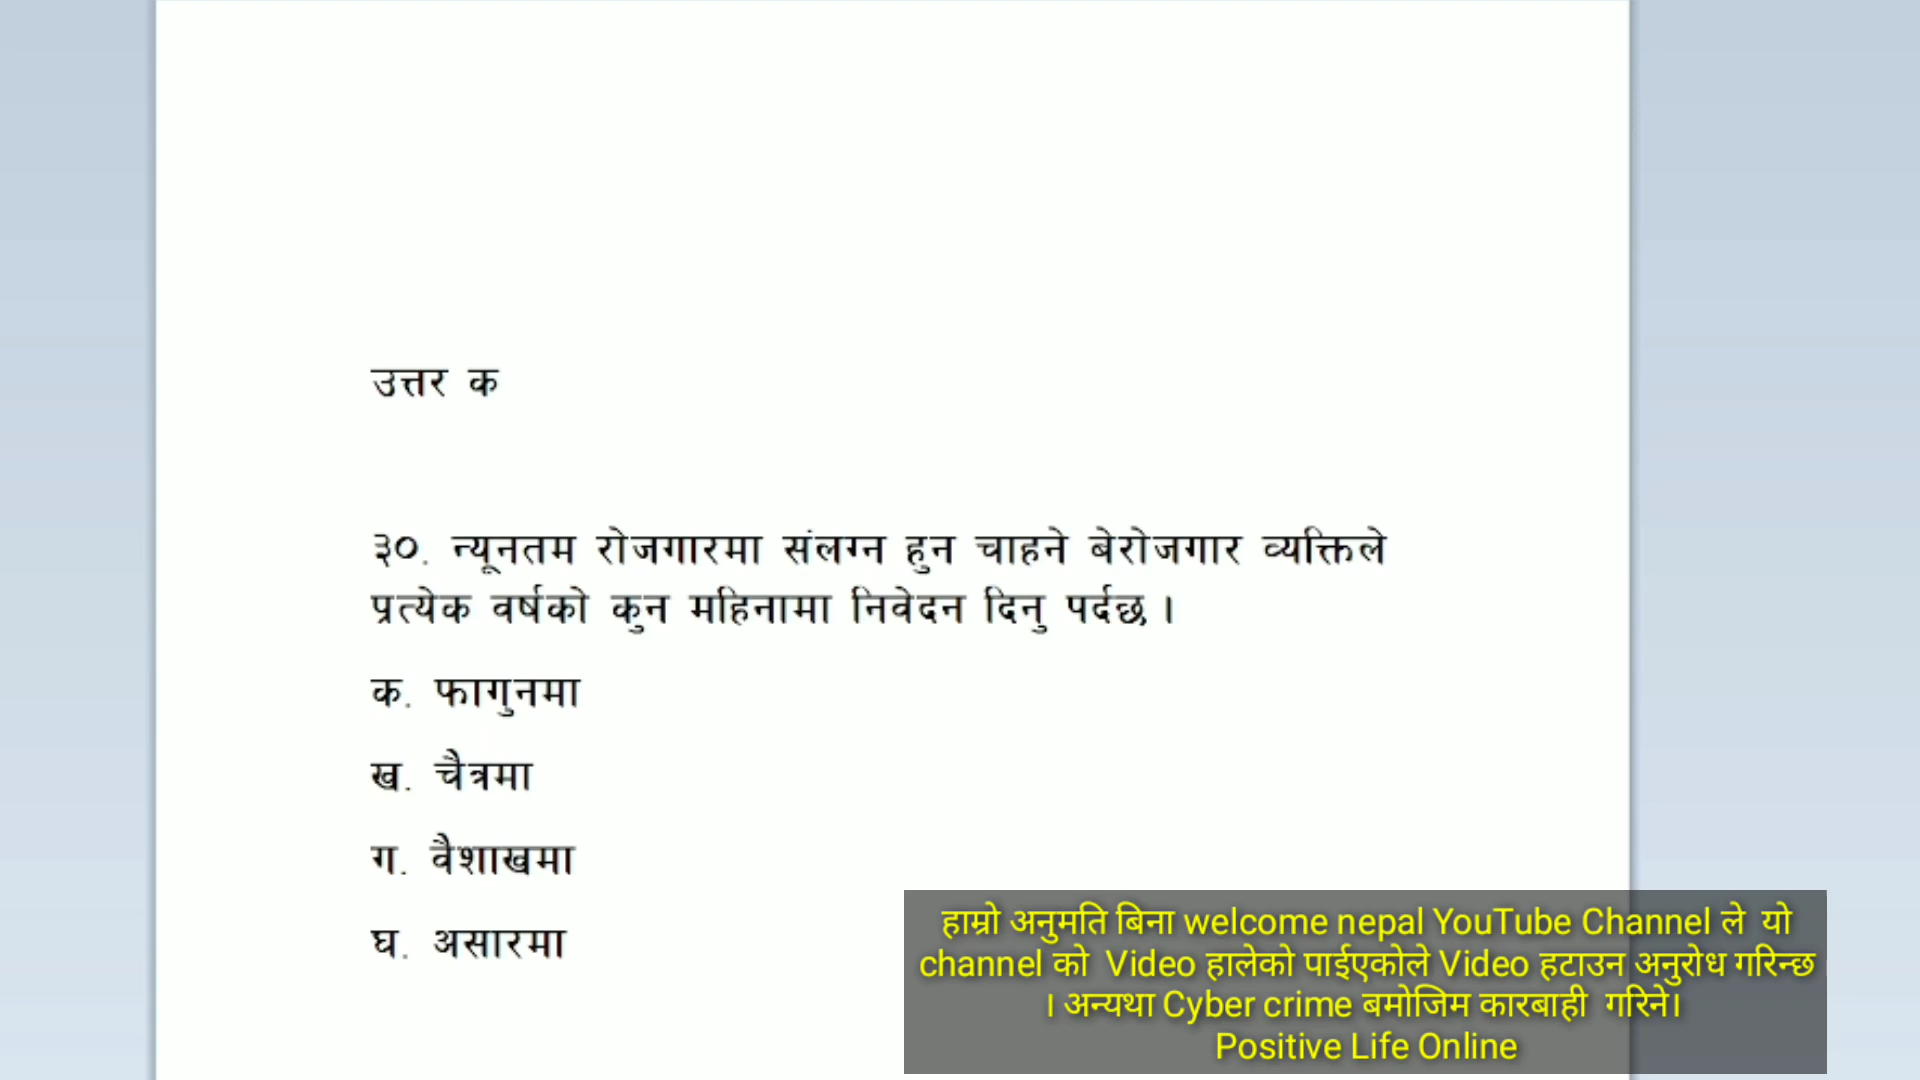 उत्तर क
३०. न्यूनतम रोजगारमा संलग्न हुन चाहने बेरोजगार व्यक्तिले
प्रत्येक वर्षको कुन महिनामा निवेदन दिनु पर्दछ ।
क. फागुनमा
ख. चैत्रमा
ग. वैशाखमा
घ. असारमा
हाम्रो अनुमति बिना welcome nepal YouTube Channel ले यो
channel को Video हालेको पाईएकोले Video हटाउन अनुरोध गरिन्छ
। अन्यथा Cyber crime बमोजिम कारबाही गरिने।
Positive Life Online